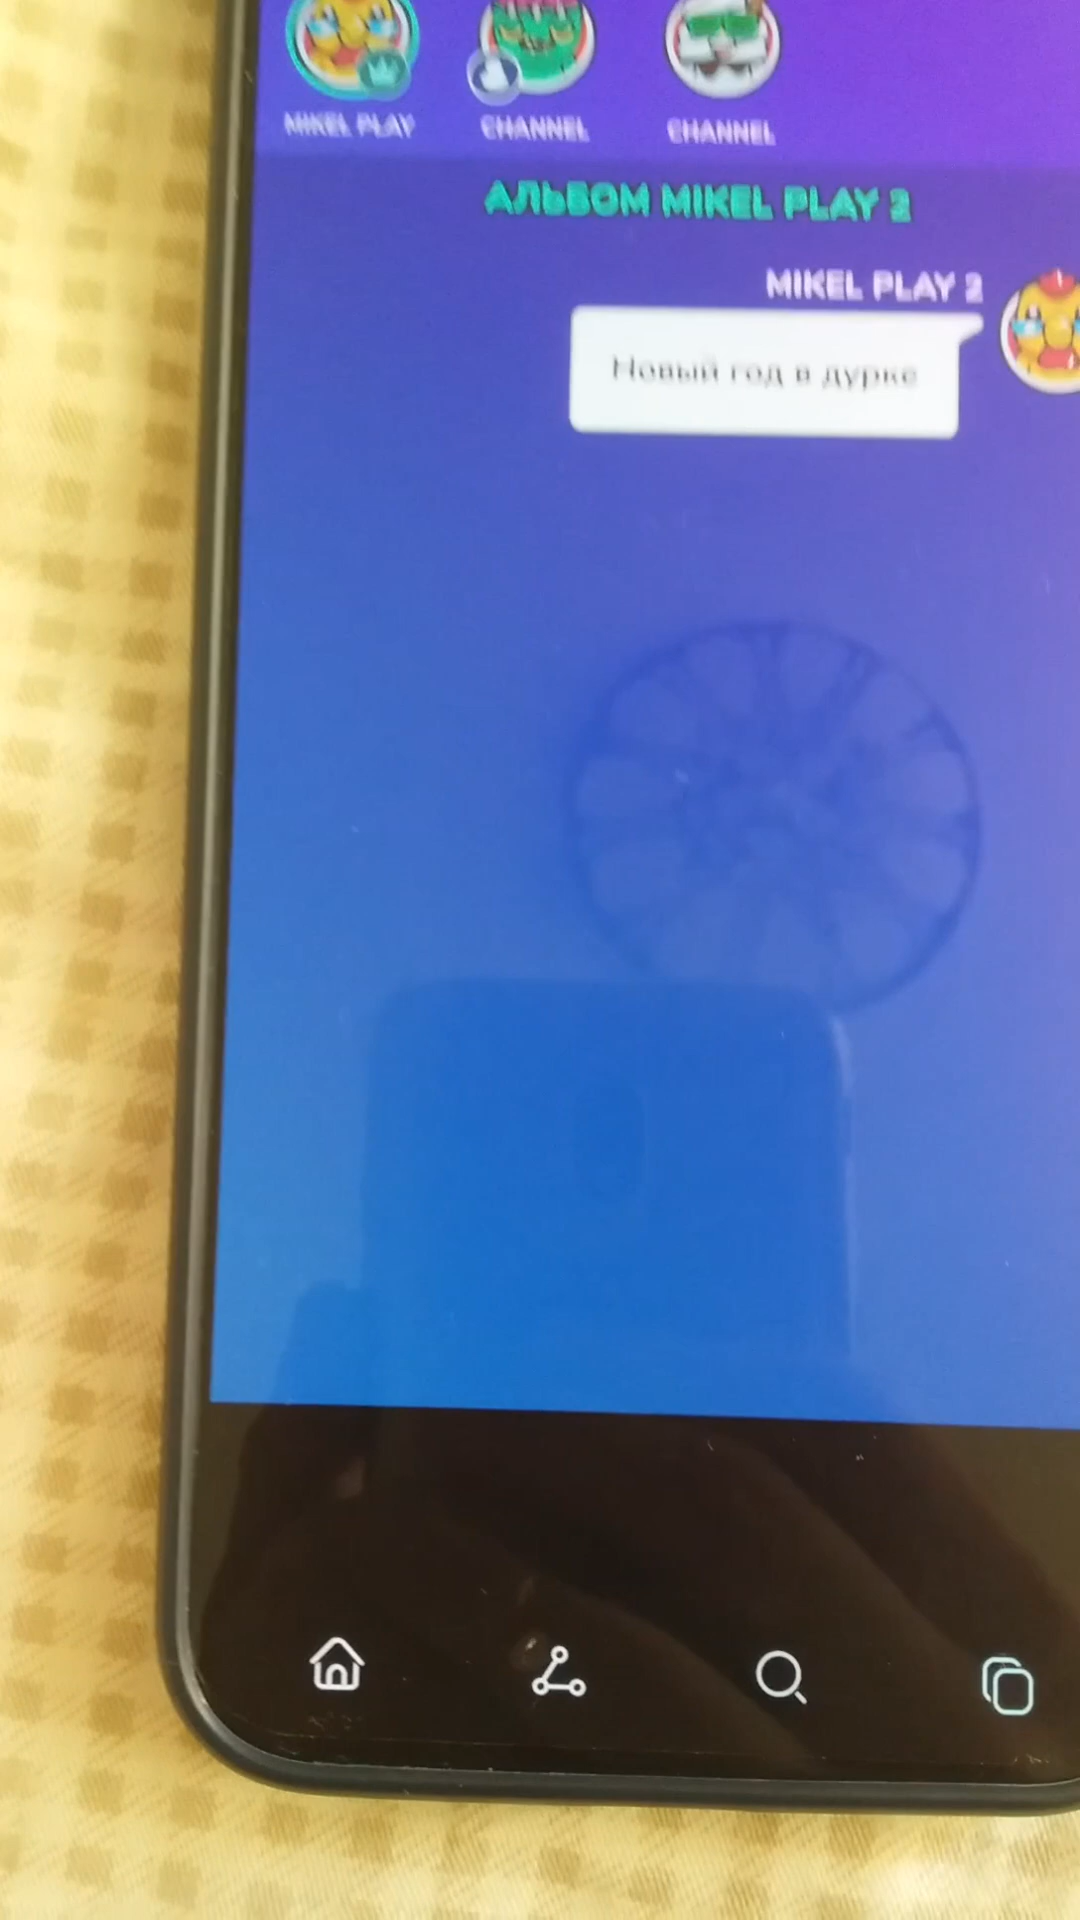 MIKEL PLAY
CHANNEL
CHANNEL
АЛЬБОМ MIKEL PLAY 2
MIKEL PLAY 2
Новый год в дурке